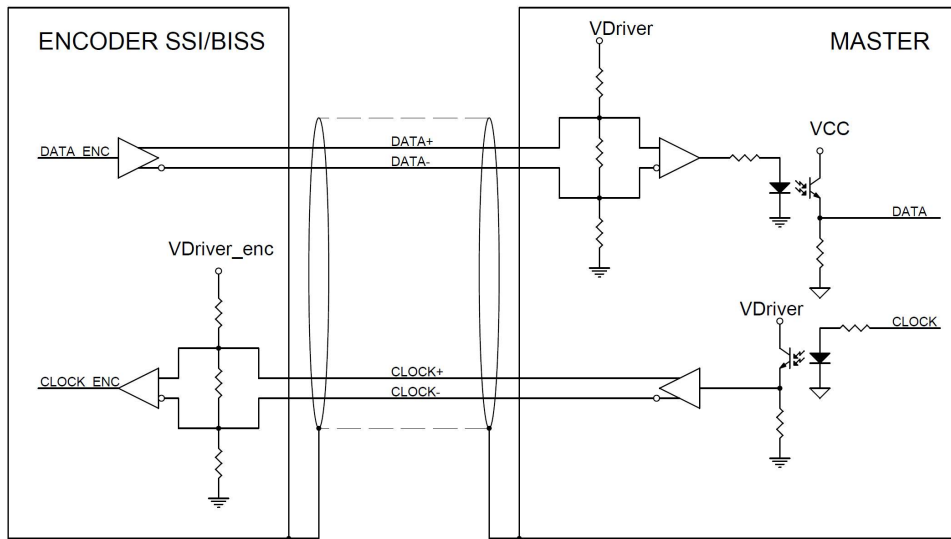 ENCODER SSI/BISS
MASTER
VDriver
VCC
DATA_ENC
DATA+
DATA-
DATA
VDriver_enc
VDriver
CLOCK
CLOCK_ENC
CLOCK+
CLOCK-